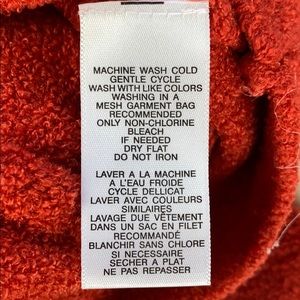 MACHINE WASH COLD
GENTLE CYCLE
WASH WITH LIKE COLORS
WASHING IN A
MESH GARMENT BAG
RECOMMENDED
ONLY NON-CHLORINE
BLEACH
IF NEEDED
DRY FLAT
DO NOT IRON
LAVER A LA MACHINE
A L'EAU FROIDE
CYCLE DELLICAT
LAVER AVEC COULEURS
SIMILAIRES
LAVAGE DUE VÊTEMENT
DANS UN SAC EN FILET
RECOMMANDÉ
BLANCHIR SANS CHLORE
SI NECESSAIRE
SECHER A PLAT
NE PAS REPASSER